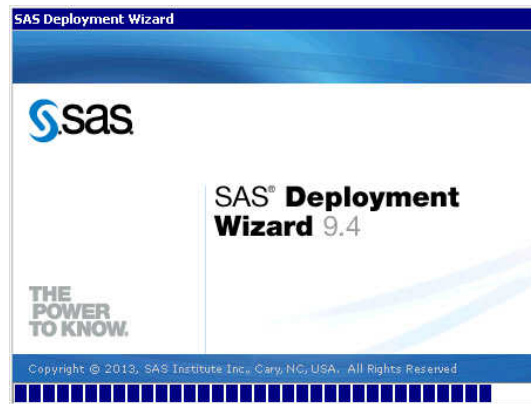 SAS Deployment Wizard
sas
SAS® Deployment
Wizard 9.4
THE
POWER
TO KNOW.
Copyright © 2013, SAS Institute Inc., Cary, NC, USA. All Rights Reserved